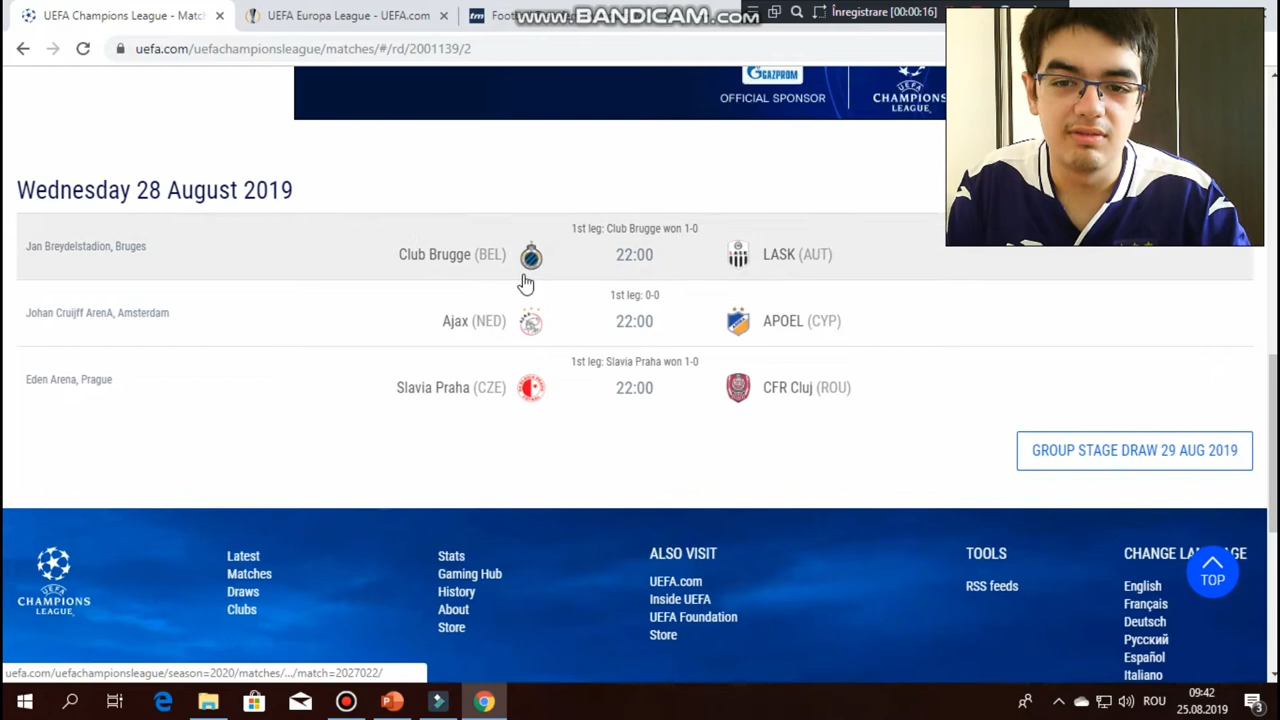 UEFA Champions League - Matc
UEFA Europa League - UEFA.com
tm Foot
www.BANDICAM.com
Înregistrare [00:00:16]
uefa.com/uefachampionsleague/matches/#/rd/2001139/2
GAZPROM
OFFICIAL SPONSOR
CHAMPIONS
LEAGUE
Wednesday 28 August 2019
1st leg: Club Brugge won 1-0
Jan Breydelstadion, Bruges
Club Brugge (BEL) 22:00 LASK (AUT)
1st leg: 0-0
Johan Cruijff ArenA, Amsterdam
Ajax (NED) 22:00 APOEL (CYP)
1st leg: Slavia Praha won 1-0
Eden Arena, Prague
Slavia Praha (CZE) 22:00 CFR Cluj (ROU)
GROUP STAGE DRAW 29 AUG 2019
UEFA
CHAMPIONS
LEAGUE
Latest
Matches
Draws
Clubs
Stats
Gaming Hub
History
About
Store
ALSO VISIT
UEFA.com
Inside UEFA
UEFA Foundation
Store
TOOLS
RSS feeds
CHANGE LA GE
English
Français
Deutsch
Русский
Español
Italiano
TOP
uefa.com/uefachampionsleague/season=2020/matches/.../match=2027022/
ROU
09:42
25.08.2019
3